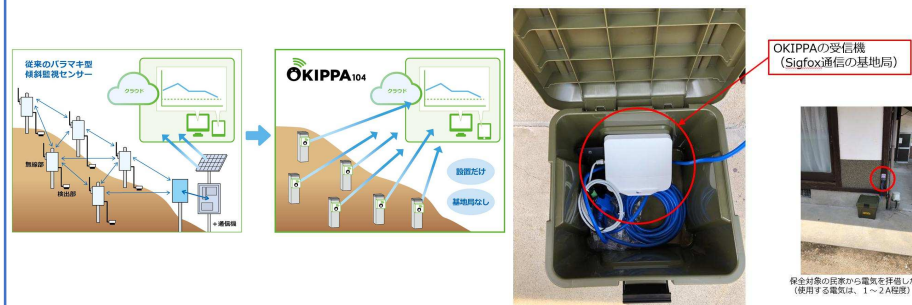 従来のバラマキ型
傾斜監視センサー
クラウド
無線部
検出部
+通信機
OKIPPA104
クラウド
設置だけ
基地局なし
OKIPPAの受信機
（Sigfox通信の基地局）
保全対象の民家から電気を拝借した
（使用する電気は、1～2A程度）